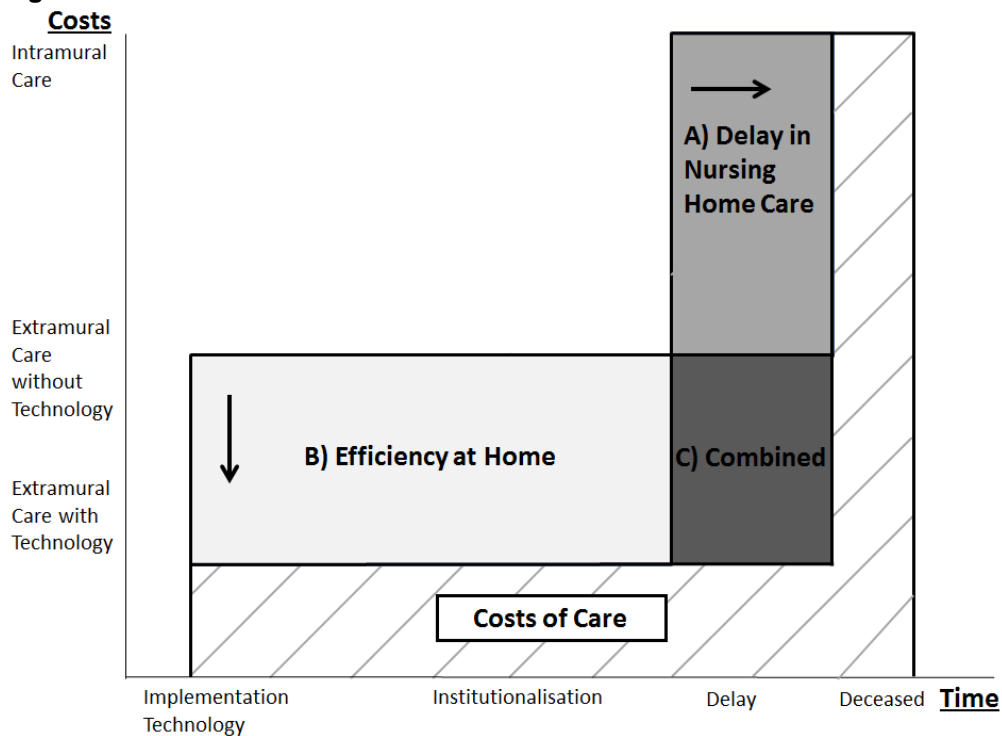 Costs
Intramural
Care
A) Delay in
Nursing
Home Care
Extramural
Care
without
Technology
B) Efficiency at Home
C) Combined
Extramural
Care with
Technology
Costs of Care
Implementation
Technology
Institutionalisation
Delay
Deceased
Time